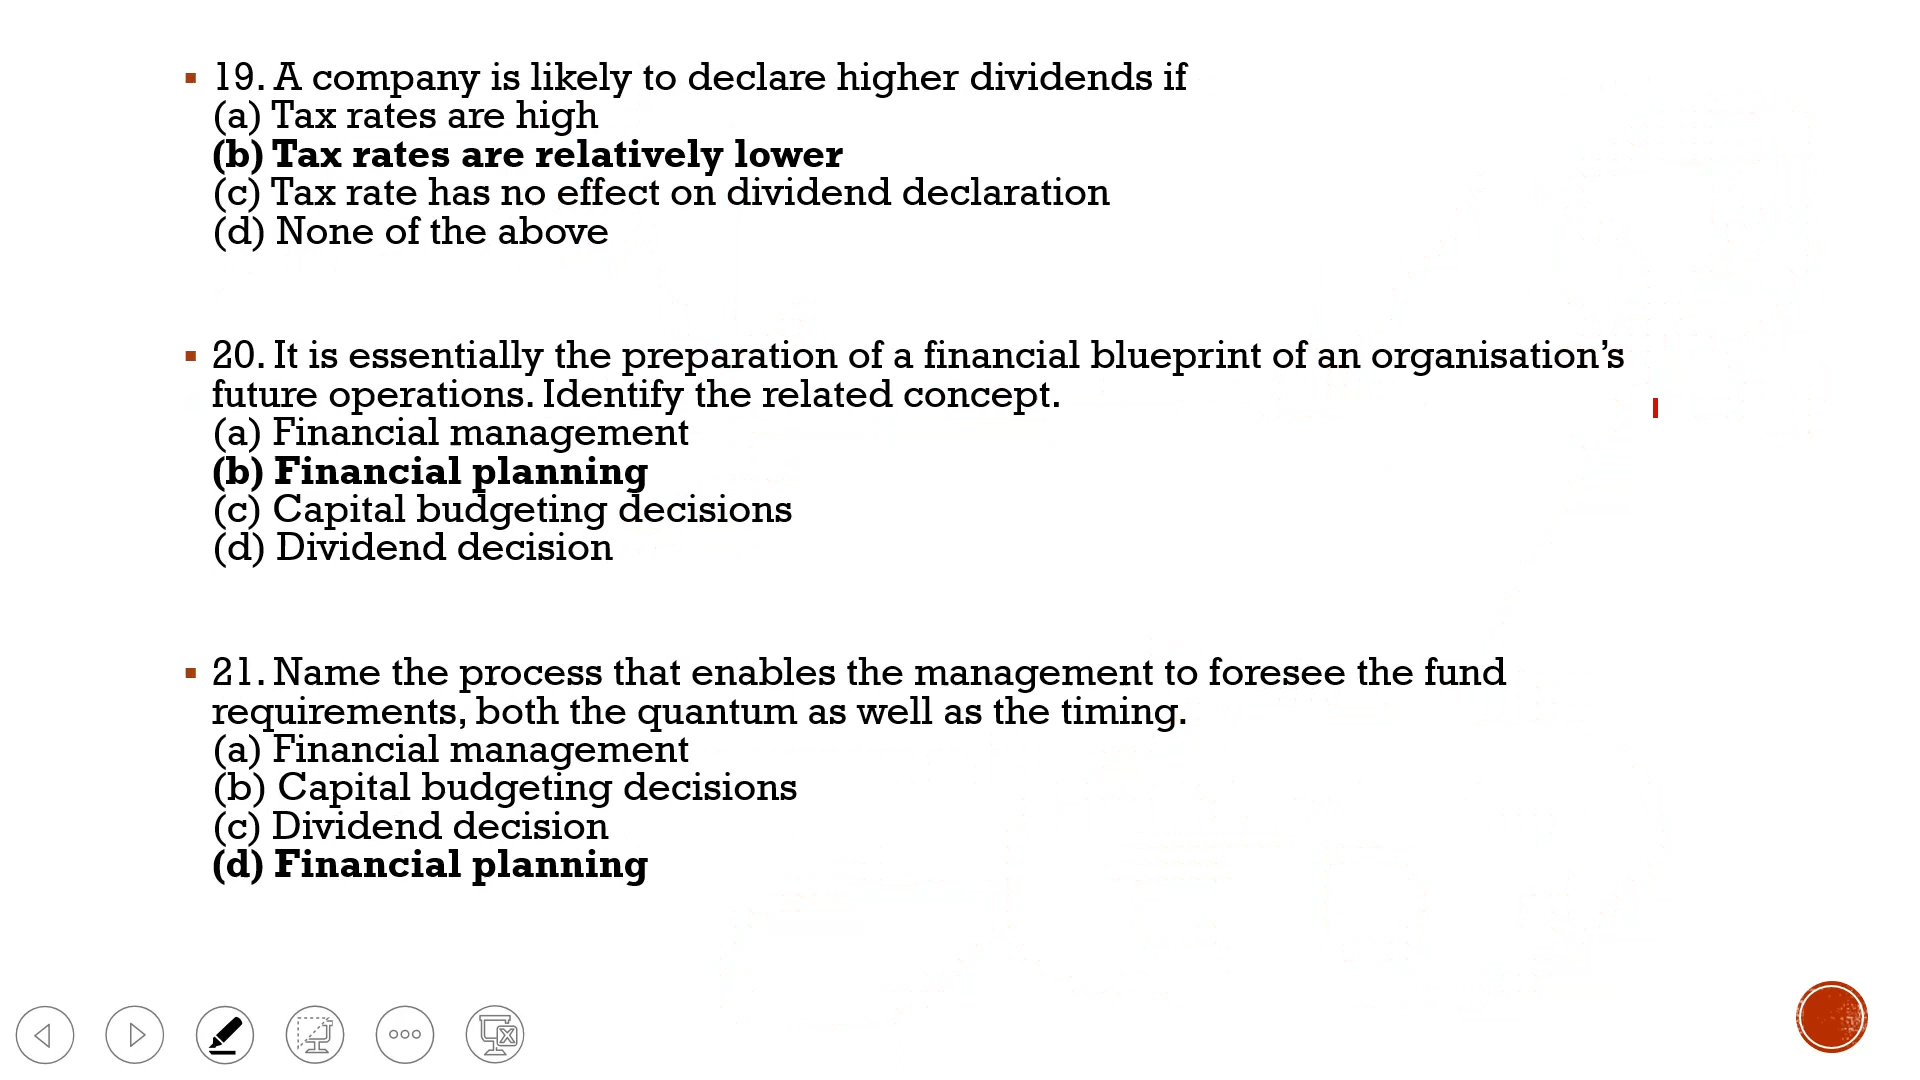 19. A company is likely to declare higher dividends if
(a) Tax rates are high
(b) Tax rates are relatively lower
(c) Tax rate has no effect on dividend declaration
(d) None of the above
20. It is essentially the preparation of a financial blueprint of an organisation’s
future operations. Identify the related concept.
(a) Financial management
(b) Financial planning
(c) Capital budgeting decisions
(d) Dividend decision
21. Name the process that enables the management to foresee the fund
requirements, both the quantum as well as the timing.
(a) Financial management
(b) Capital budgeting decisions
(c) Dividend decision
(d) Financial planning